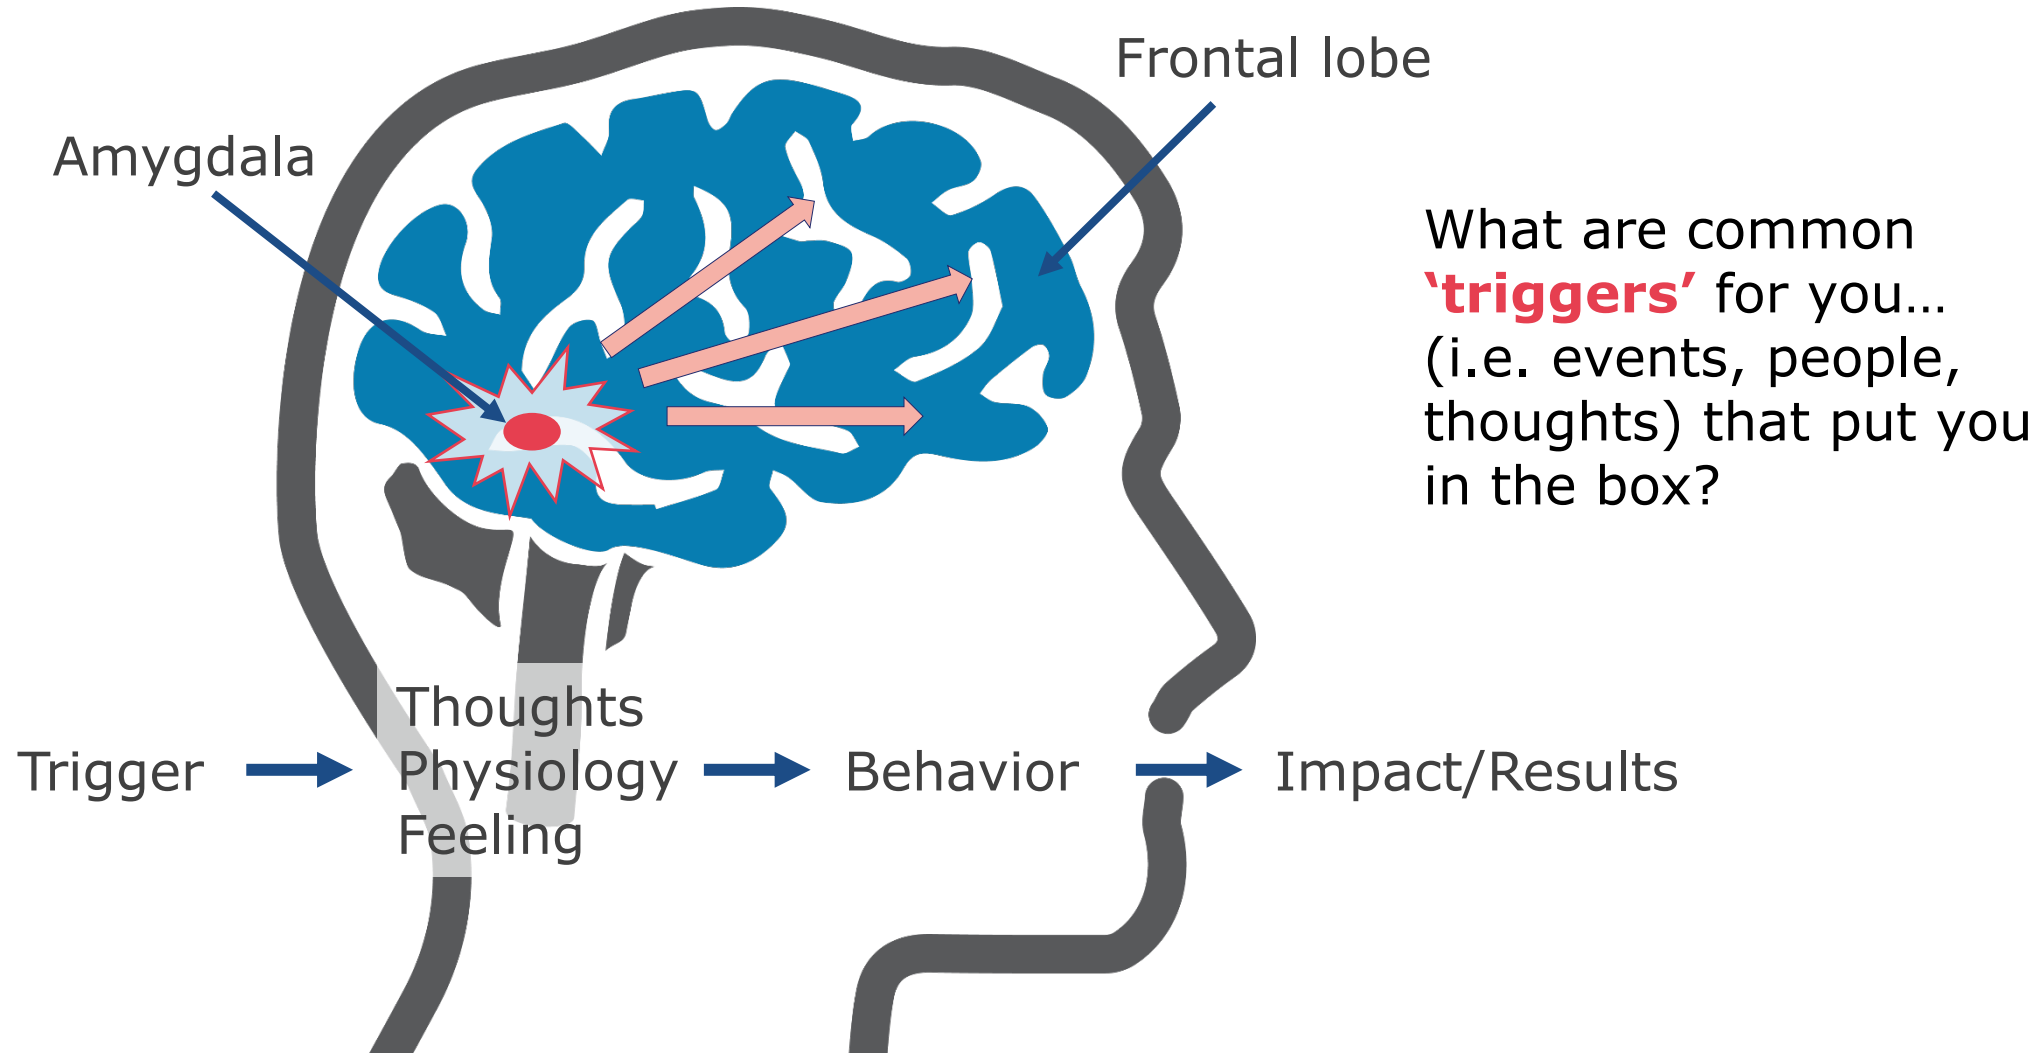 Frontal lobe
Amygdala
What are common
‘triggers’ for you...
(i.e. events, people,
thoughts) that put you
in the box?
Thoughts
Trigger
Physiology
Behavior
Impact/Results
Feeling